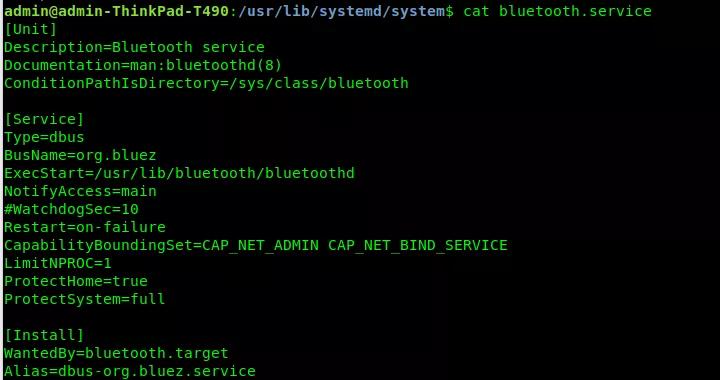 admin@admin-ThinkPad-T490:/usr/lib/systemd/system$ cat bluetooth.service
[Unit]
Description=Bluetooth service
Documentation=man:bluetoothd(8)
ConditionPathIsDirectory=/sys/class/bluetooth

[Service]
Type=dbus
BusName=org.bluez
ExecStart=/usr/lib/bluetooth/bluetoothd
NotifyAccess=main
#WatchdogSec=10
Restart=on-failure
CapabilityBoundingSet=CAP_NET_ADMIN CAP_NET_BIND_SERVICE
LimitNPROC=1
ProtectHome=true
ProtectSystem=full

[Install]
WantedBy=bluetooth.target
Alias=dbus-org.bluez.service